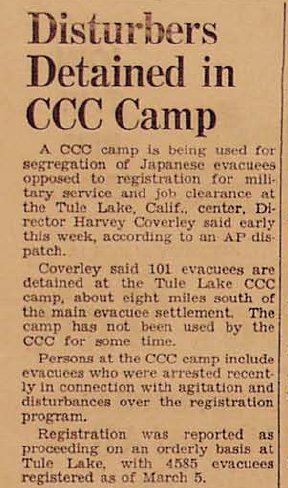 Disturbers
Detained in
CCC Camp
A CCC camp is being used for
segregation of Japanese evacuees
opposed to registration for mili-
tary service and job clearance at
the Tule Lake, Calif., center, Di-
rector Harvey Coverley said early
this week, according to an AP dis-
patch.
Coverley said 101 evacuees are
detained at the Tule Lake CCC
camp, about eight miles south of
the main evacuee settlement. The
camp has not been used by the
CCC for some time.
Persons at the CCC camp include
evacuees who were arrested recent-
ly in connection with agitation and
disturbances over the registration
program.
Registration was reported as
proceeding on an orderly basis at
Tule Lake, with 4585 evacuees
registered as of March 5.